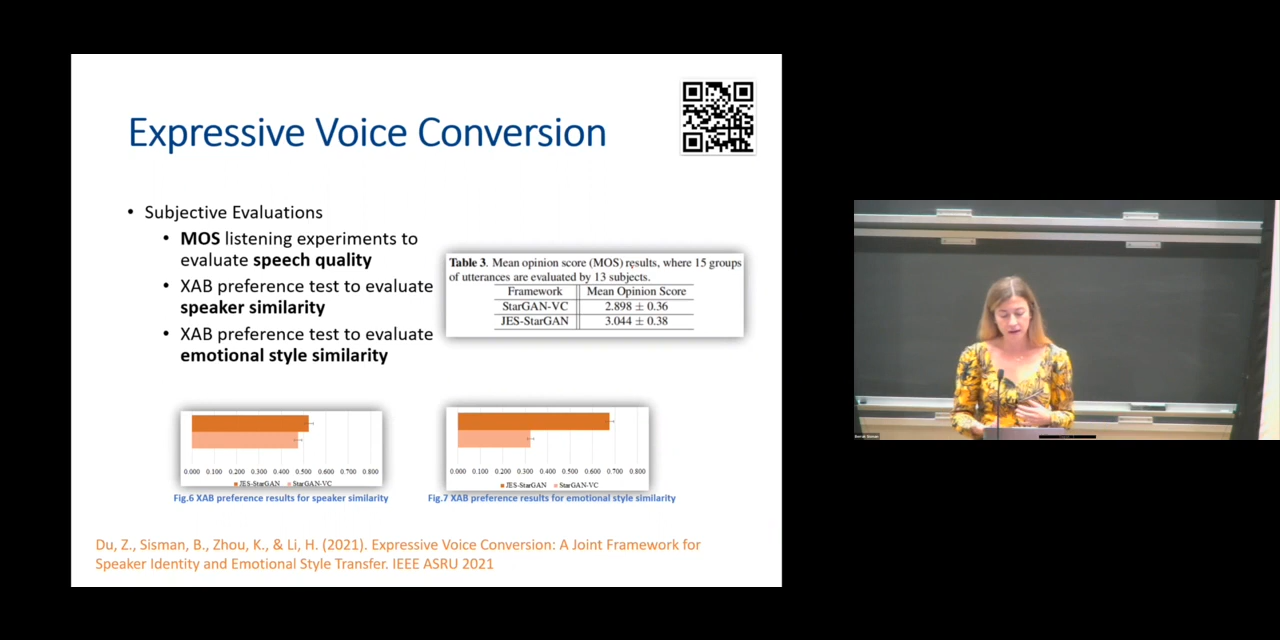 Expressive Voice Conversion
• Subjective Evaluations
• MOS listening experiments to
evaluate speech quality
• XAB preference test to evaluate
speaker similarity
• XAB preference test to evaluate
emotional style similarity
Table 3. Mean opinion score (MOS) results, where 15 groups
of utterances are evaluated by 13 subjects.
Framework Mean Opinion Score
StarGAN-VC 2.898 ± 0.36
JES-StarGAN 3.044 ± 0.38
0.000 0.100 0.200 0.300 0.400 0.500 0.600 0.700 0.800
JES-StarGAN StarGAN-VC
Fig.6 XAB preference results for speaker similarity
0.000 0.100 0.200 0.300 0.400 0.500 0.600 0.700 0.800
JES-StarGAN StarGAN-VC
Fig.7 XAB preference results for emotional style similarity
Du, Z., Sisman, B., Zhou, K., & Li, H. (2021). Expressive Voice Conversion: A Joint Framework for
Speaker Identity and Emotional Style Transfer. IEEE ASRU 2021